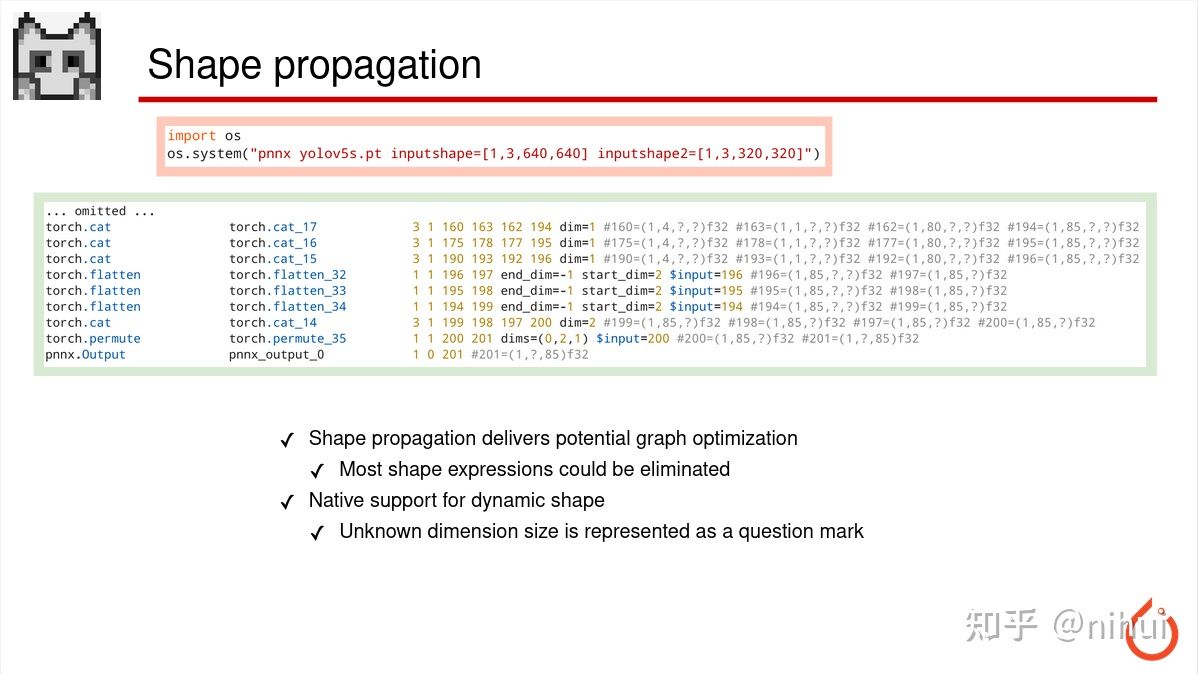 Shape propagation
import os
os.system("pnnx yolov5s.pt inputshape=[1,3,640,640] inputshape2=[1,3,320,320]")
... omitted ...
torch.cat torch.cat_17 3 1 160 163 162 194 dim=1 #160=(1,4,?,?)f32 #163=(1,1,?,?)f32 #162=(1,80,?,?)f32 #194=(1,85,?,?)f32
torch.cat torch.cat_16 3 1 175 178 177 195 dim=1 #175=(1,4,?,?)f32 #178=(1,1,?,?)f32 #177=(1,80,?,?)f32 #195=(1,85,?,?)f32
torch.cat torch.cat_15 3 1 190 193 192 196 dim=1 #190=(1,4,?,?)f32 #193=(1,1,?,?)f32 #192=(1,80,?,?)f32 #196=(1,85,?,?)f32
torch.flatten torch.flatten_32 1 1 196 197 end_dim=-1 start_dim=2 $input=196 #196=(1,85,?,?)f32 #197=(1,85,?)f32
torch.flatten torch.flatten_33 1 1 195 198 end_dim=-1 start_dim=2 $input=195 #195=(1,85,?,?)f32 #198=(1,85,?)f32
torch.flatten torch.flatten_34 1 1 194 199 end_dim=-1 start_dim=2 $input=194 #194=(1,85,?,?)f32 #199=(1,85,?)f32
torch.cat torch.cat_14 3 1 199 198 197 200 dim=2 #199=(1,85,?)f32 #198=(1,85,?)f32 #197=(1,85,?)f32 #200=(1,85,?)f32
torch.permute torch.permute_35 1 1 200 201 dims=(0,2,1) $input=200 #200=(1,85,?)f32 #201=(1,?,85)f32
pnnx.Output pnnx_output_0 1 0 201 #201=(1,?,85)f32
✓ Shape propagation delivers potential graph optimization
✓ Most shape expressions could be eliminated
✓ Native support for dynamic shape
✓ Unknown dimension size is represented as a question mark
知乎 @nihui